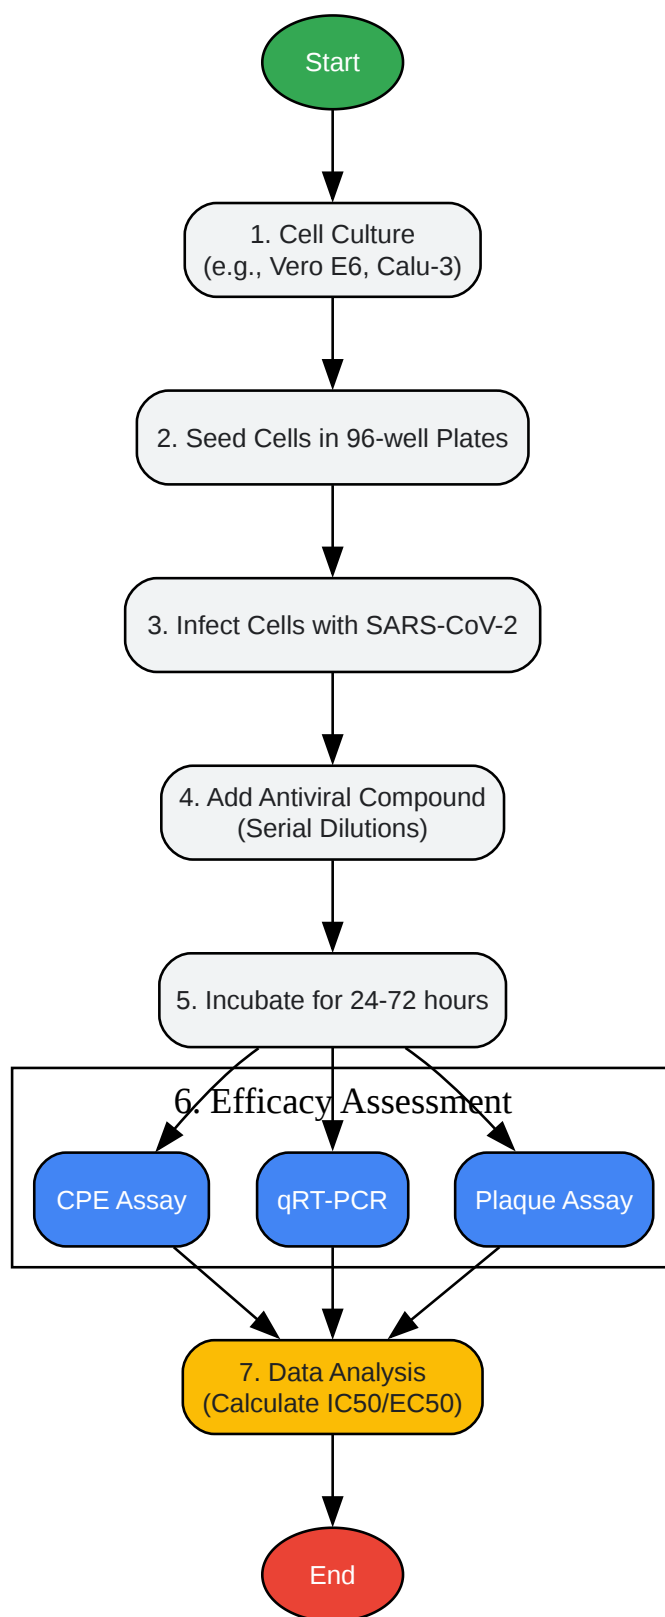 Start
1. Cell Culture
(e.g., Vero E6, Calu-3)
2. Seed Cells in 96-well Plates
3. Infect Cells with SARS-CoV-2
4. Add Antiviral Compound
(Serial Dilutions)
5. Incubate for 24-72 hours
6. Efficacy Assessment
CPE Assay
qRT-PCR
Plaque Assay
7. Data Analysis
(Calculate IC50/EC50)
End